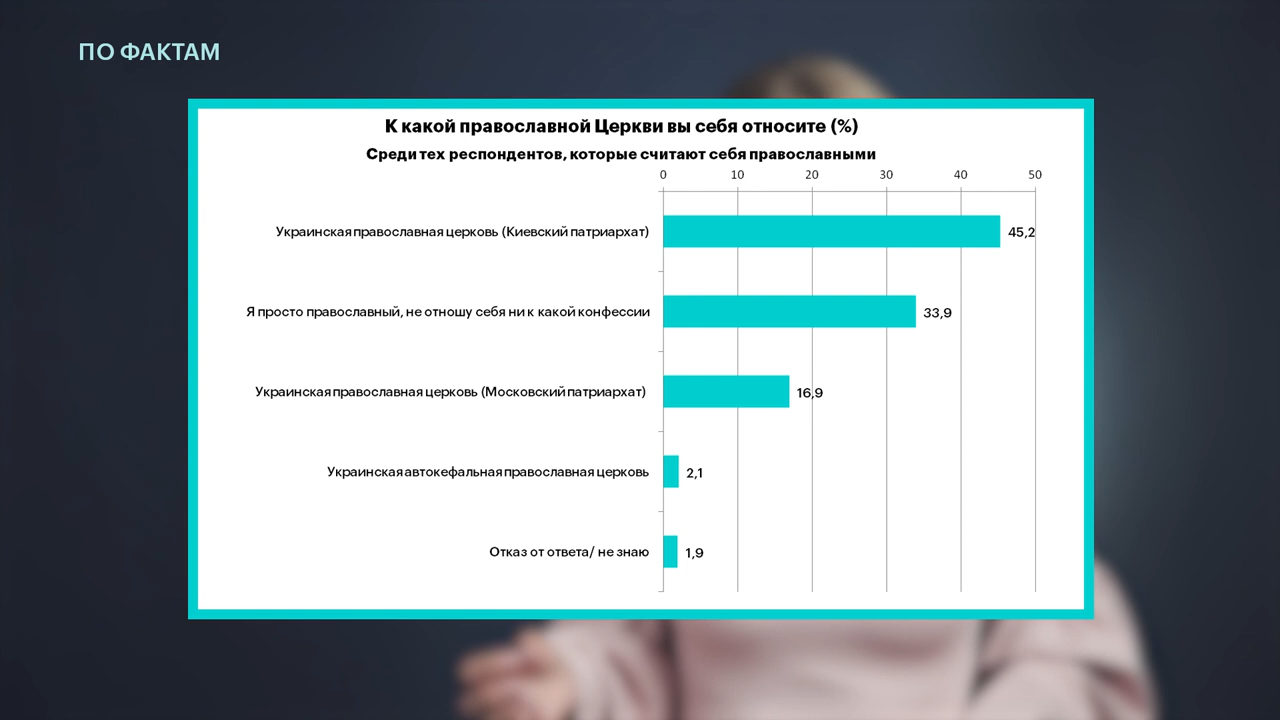 ПО ФАКТАМ
К какой православной Церкви вы себя относите (%)
Среди тех респондентов, которые считают себя православными
0 10 20 30 40 50
Украинская православная церковь (Киевский патриархат) 45,2
Я просто православный, не отношу себя ни к какой конфессии 33,9
Украинская православная церковь (Московский патриархат) 16,9
Украинская автокефальная православная церковь 2,1
Отказ от ответа/ не знаю 1,9